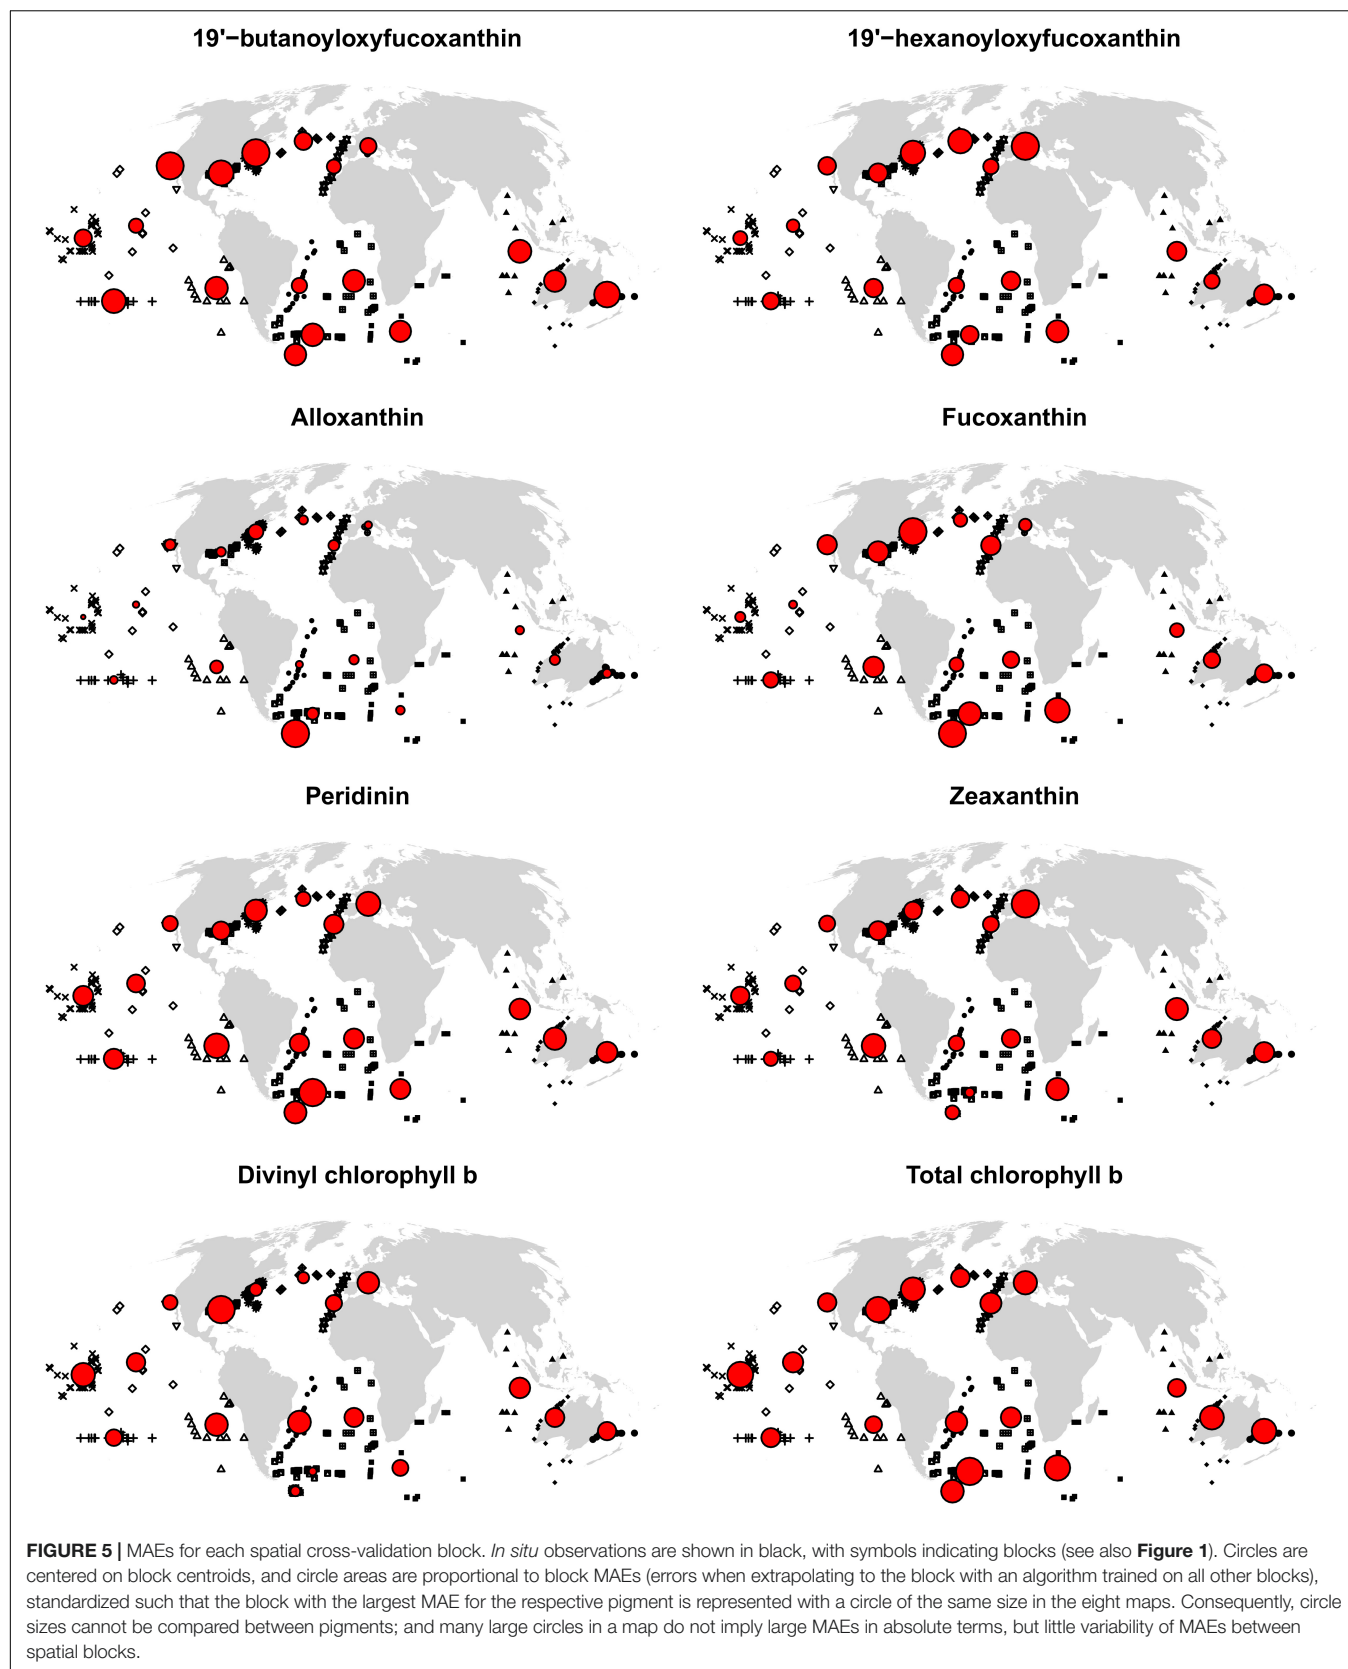 19'−butanoyloxyfucoxanthin
19'−hexanoyloxyfucoxanthin
Alloxanthin
Fucoxanthin
Peridinin
Zeaxanthin
Divinyl chlorophyll b
Total chlorophyll b
FIGURE 5 | MAEs for each spatial cross-validation block. In situ observations are shown in black, with symbols indicating blocks (see also Figure 1). Circles are
centered on block centroids, and circle areas are proportional to block MAEs (errors when extrapolating to the block with an algorithm trained on all other blocks),
standardized such that the block with the largest MAE for the respective pigment is represented with a circle of the same size in the eight maps. Consequently, circle
sizes cannot be compared between pigments; and many large circles in a map do not imply large MAEs in absolute terms, but little variability of MAEs between
spatial blocks.